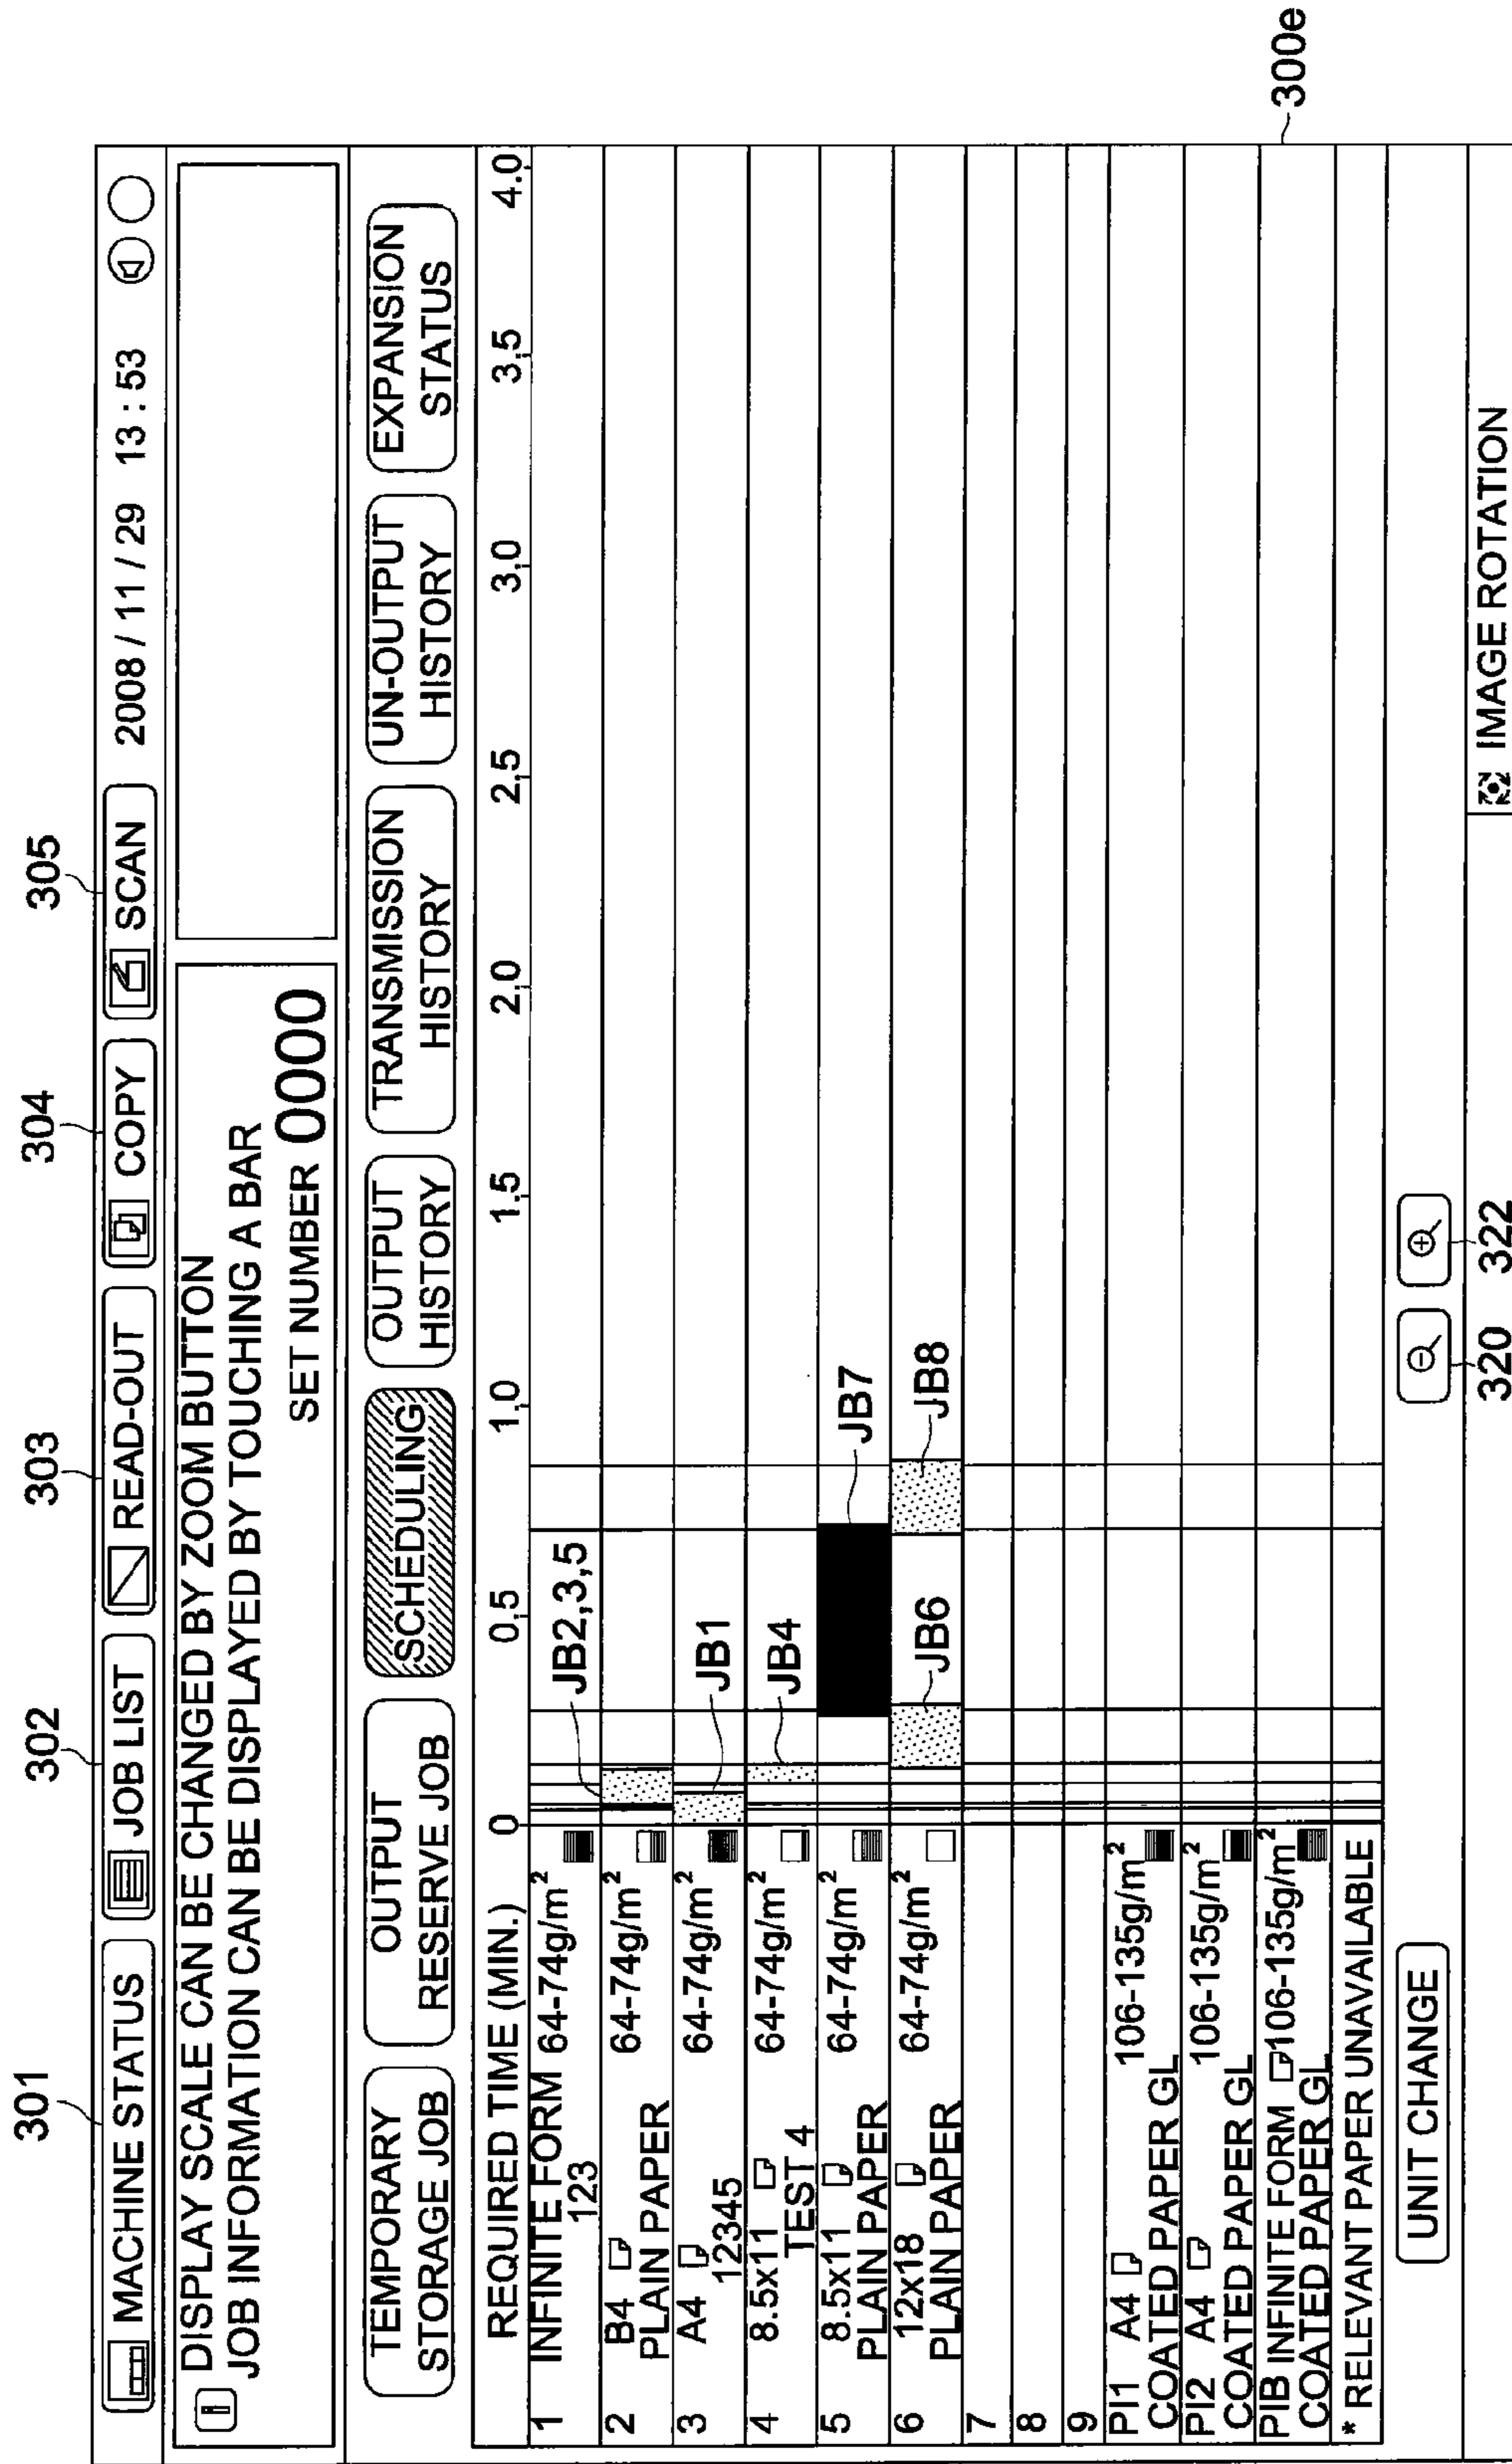 301 302 303 304 305
MACHINE STATUS JOB LIST READ-OUT COPY SCAN 2008 / 11 / 29 13 : 53
DISPLAY SCALE CAN BE CHANGED BY ZOOM BUTTON
JOB INFORMATION CAN BE DISPLAYED BY TOUCHING A BAR
SET NUMBER 0000
TEMPORARY STORAGE JOB
OUTPUT RESERVE JOB
SCHEDULING
OUTPUT HISTORY
TRANSMISSION HISTORY
UN-OUTPUT HISTORY
EXPANSION STATUS
REQUIRED TIME (MIN.) 0 0.5 1.0 1.5 2.0 2.5 3.0 3.5 4.0
1 INFINITE FORM 64-74g/m²
123
JB2,3,5
2 B4 64-74g/m²
PLAIN PAPER
3 A4 64-74g/m²
12345
JB1
4 8.5x11 64-74g/m²
TEST 4
JB4
5 8.5x11 64-74g/m²
PLAIN PAPER
JB7
6 12x18 64-74g/m²
PLAIN PAPER
JB6 JB8
7
8
9
PI1 A4 106-135g/m²
COATED PAPER GL
PI2 A4 106-135g/m²
COATED PAPER GL
PIB INFINITE FORM 106-135g/m²
COATED PAPER GL
* RELEVANT PAPER UNAVAILABLE
300e
UNIT CHANGE
320 322
IMAGE ROTATION